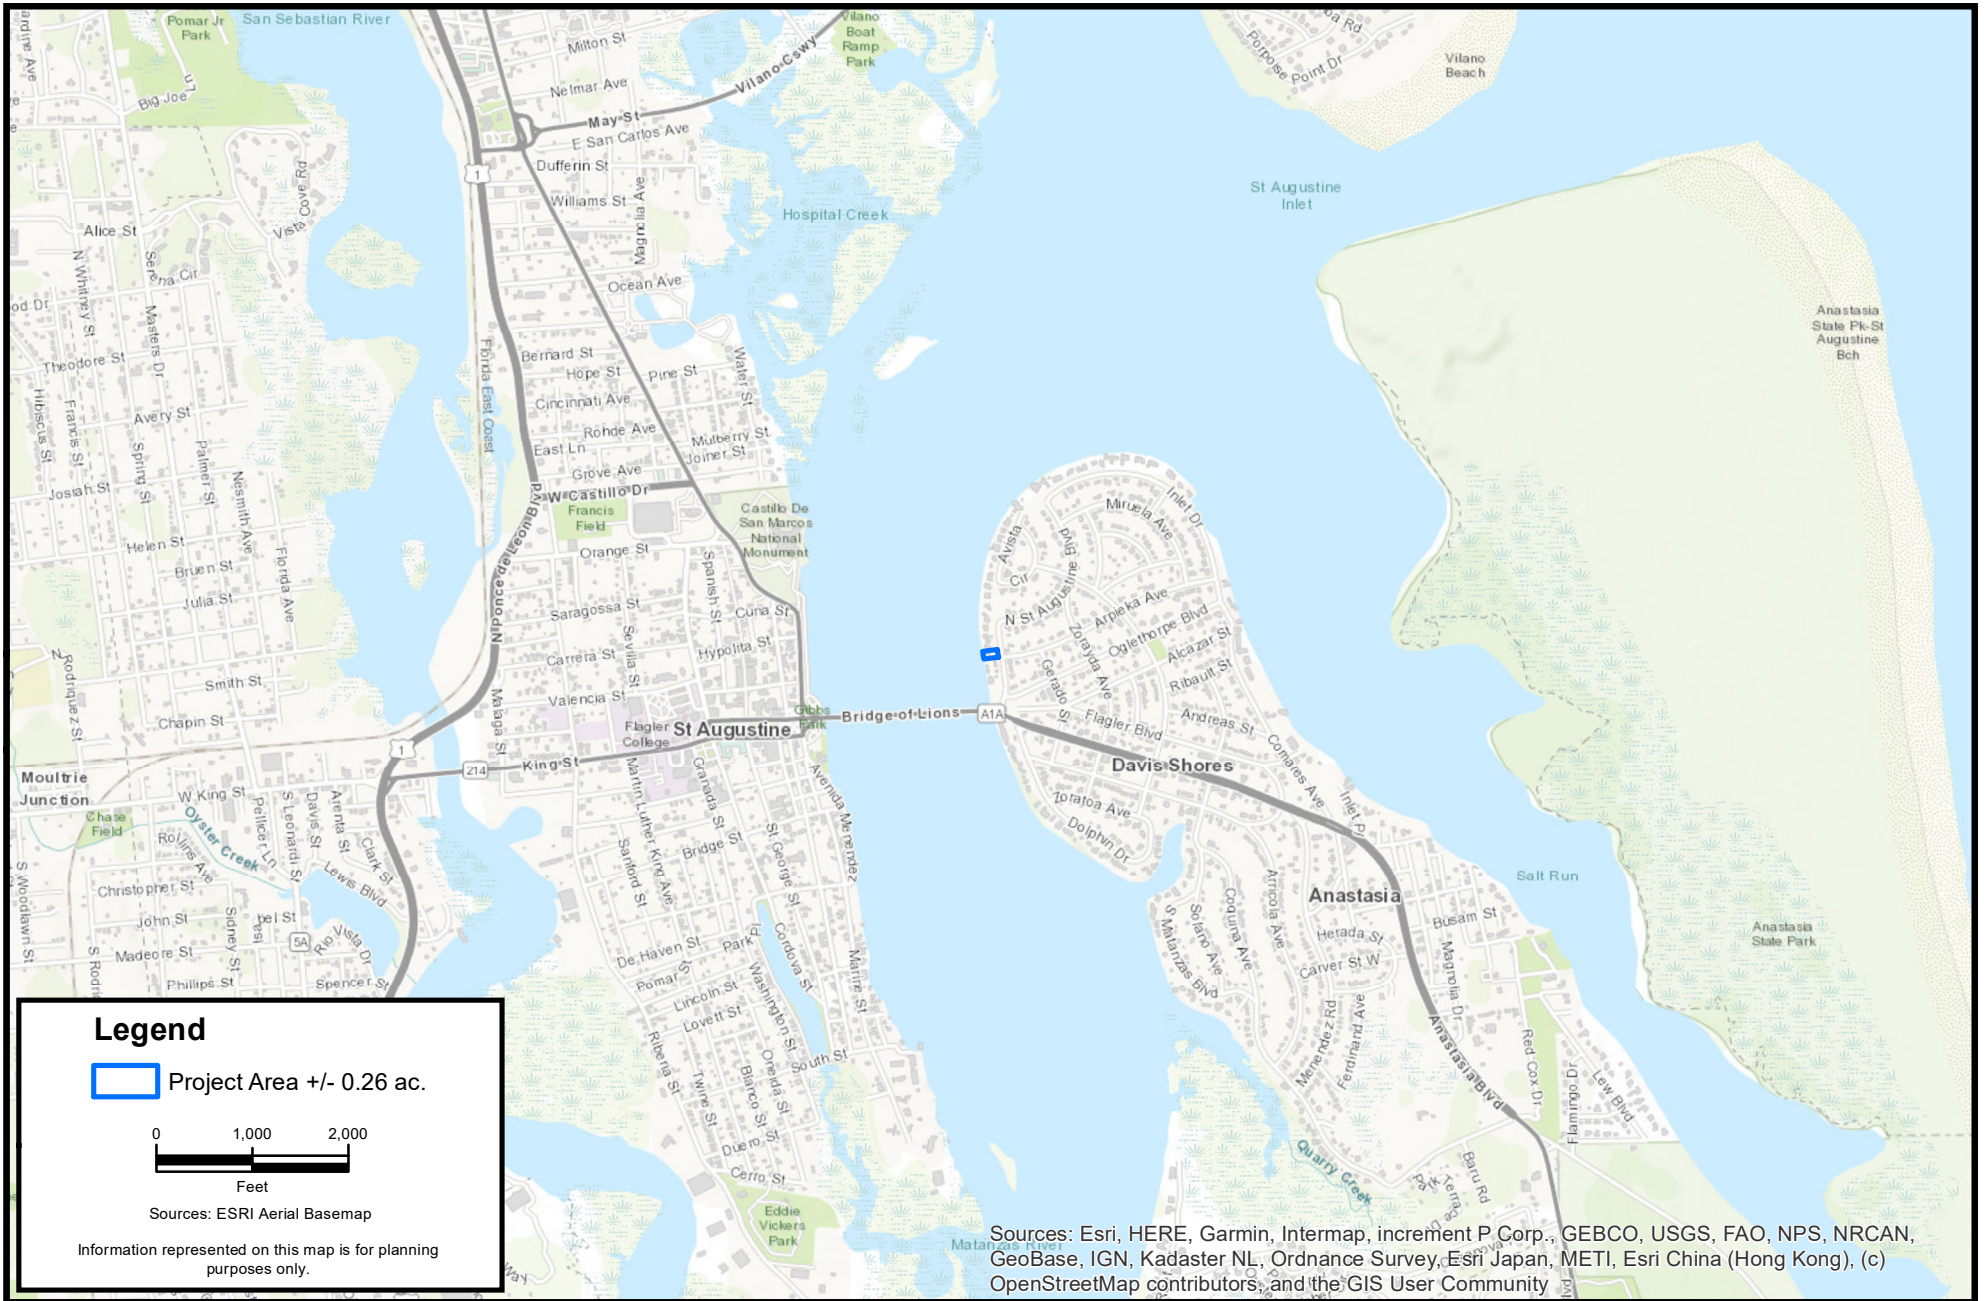 San Sebastian River
Pomar Jr
Park
Big Joe
Milton St
Nelmar Ave
May St
E San Carlos Ave
Dufferin St
Williams St
Magnolia Ave
Vilano Cswy
Vilano
Boat
Ramp
Park
Porpoise Point Dr
Vilano
Beach
St Augustine
Inlet
Hospital Creek
Vista Cove Rd
Alice St
N Whitney St
Serena Cir
Masters Dr
Theodore St
Hibiscus St
Francis St
Avery St
Spring St
Palmer St
Nesmith Ave
Josiah St
Helen St
Bruen St
Julia St
Florida Ave
Smith St
N Rodriquez St
Chapin St
1
Florida East Coast
Ocean Ave
Bernard St
Hope St
Pine St
Water St
Cincinnati Ave
Rohde Ave
Mulberry St
Joiner St
East Ln
Grove Ave
W Castillo Dr
Francis
Field
Castillo De
San Marcos
National
Monument
Orange St
N Ponce de Leon Blvd
Spanish St
Cuna St
Saragossa St
Sevilla St
Hypolita St
Carrera St
Valencia St
Malaga St
Flagler
College
St Augustine
Gibbs
Park
Bridge of Lions
A1A
King St
214
1
Avista
Cir
N St Augustine Blvd
Miruela Ave
Inlet Dr
Arpieka Ave
Oglethorpe Blvd
Alcazar St
Ribault St
Zorayda Ave
Gerado St
Flagler Blvd
Andreas St
Comares Ave
Davis Shores
Inlet Pl
Zoratoa Ave
Dolphin Dr
Anastasia
State Pk-St
Augustine
Bch
Salt Run
Anastasia
State Park
Anastasia
Busam St
Herada St
Carver St W
Magnolia Dr
Arricola Ave
Coquina Ave
Solano Ave
S Matanzas Blvd
Menendez Rd
Ferdinand Ave
Anastasia Blvd
Red Cox Dr
Flamingo Dr
Lew Blvd
Baru Rd
Quarry Creek
Matanzas River
Moultrie
Junction
Chase
Field
W King St
Oyster Creek
Rollins Ave
Pellicer Ln
S Leonardi St
Davis St
Arenta St
Clark St
Lewis Blvd
Christopher St
John St
Sidney St
Madeore St
5A
Rio Vista Dr
Phillips St
Spencer St
S Woodlawn St
Martin Luther King Ave
Granada St
Avenida Menendez
Sanford St
Bridge St
St George St
De Haven St
Park Pl
Cordova St
Marine St
Pomar St
Lincoln St
Lovett St
Washington St
South St
Riberia St
Twine St
Blanco St
Oneida St
Duero St
Cerro St
Eddie
Vickers
Park
Way
Legend
Project Area +/- 0.26 ac.
0 1,000 2,000
Feet
Sources: ESRI Aerial Basemap
Information represented on this map is for planning
purposes only.
Sources: Esri, HERE, Garmin, Intermap, increment P Corp., GEBCO, USGS, FAO, NPS, NRCAN,
GeoBase, IGN, Kadaster NL, Ordnance Survey, Esri Japan, METI, Esri China (Hong Kong), (c)
OpenStreetMap contributors, and the GIS User Community